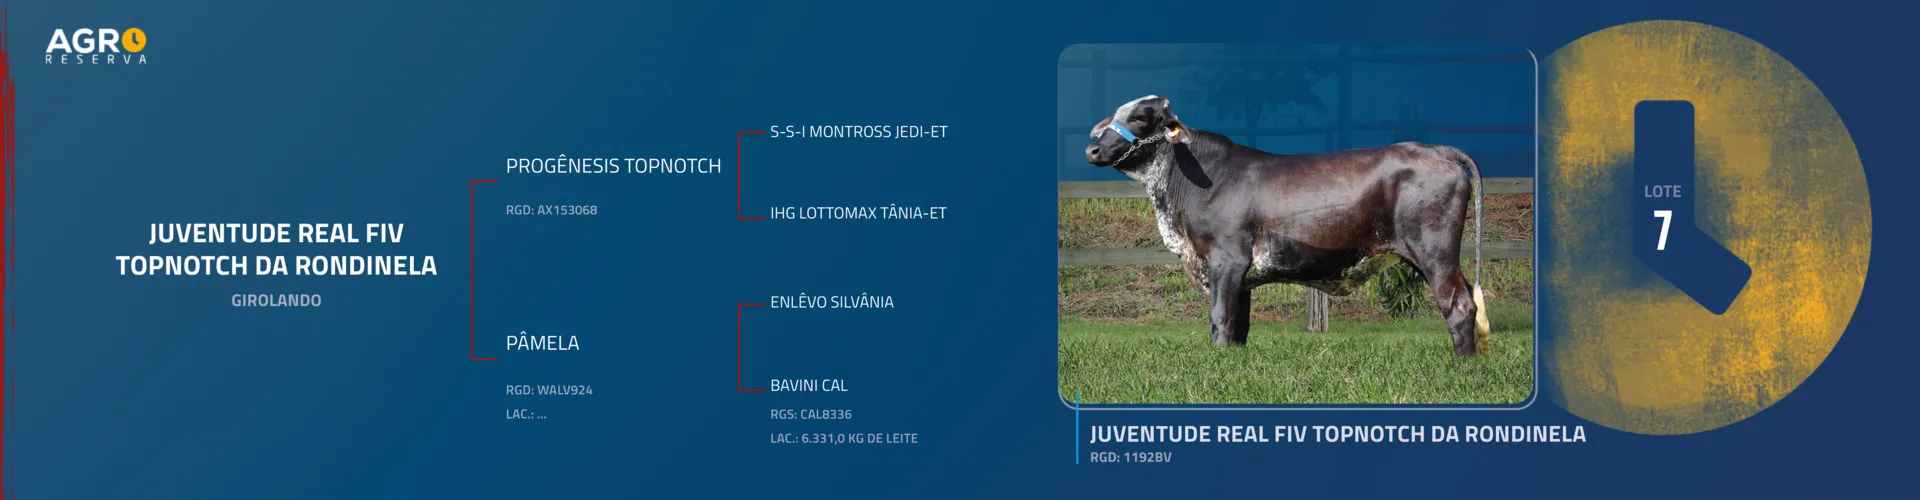 AGRO
RESERVA
JUVENTUDE REAL FIV
TOPNOTCH DA RONDINELA
GIROLANDO
PROGÊNESIS TOPNOTCH
RGD: AX153068
PÂMELA
RGD: WALV924
LAC.: ...
S-S-I MONTROSS JEDI-ET
IHG LOTTOMAX TÂNIA-ET
ENLÊVO SILVÂNIA
BAVINI CAL
RGS: CAL8336
LAC.: 6.331,0 KG DE LEITE
JUVENTUDE REAL FIV TOPNOTCH DA RONDINELA
RGD: 1192BV
LOTE
7